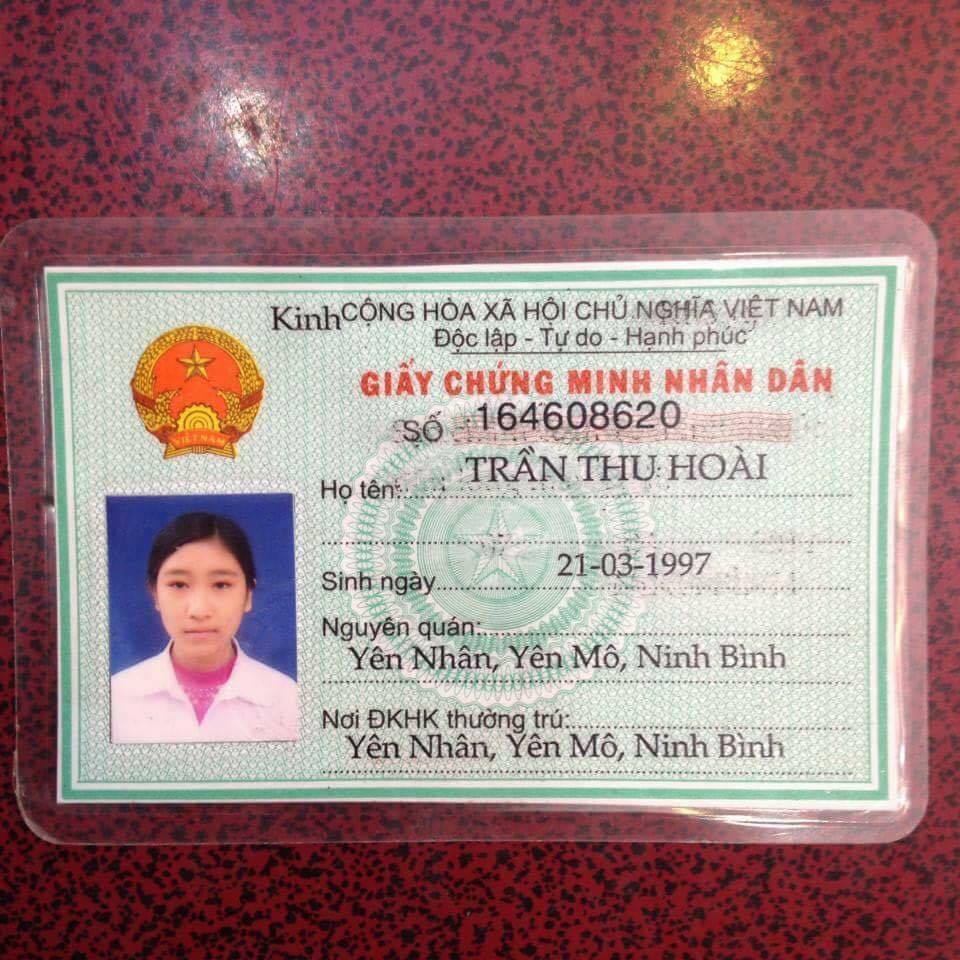 Kinh CỘNG HÒA XÃ HỘI CHỦ NGHĨA VIỆT NAM
Độc lập - Tự do - Hạnh phúc
GIẤY CHỨNG MINH NHÂN DÂN
SỐ 164608620
Họ tên: TRẦN THU HOÀI
Sinh ngày 21-03-1997
Nguyên quán:
Yên Nhân, Yên Mô, Ninh Bình
Nơi ĐKHK thường trú:
Yên Nhân, Yên Mô, Ninh Bình
VIỆT NAM